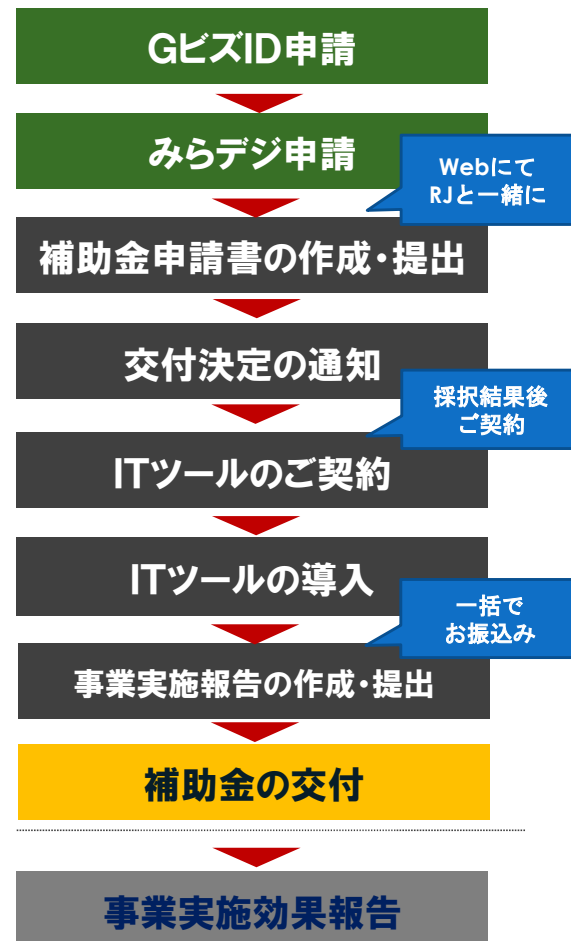 GビズID申請
みらデジ申請
Webにて
RJと一緒に
補助金申請書の作成・提出
交付決定の通知
採択結果後
ご契約
ITツールのご契約
ITツールの導入
一括で
お振込み
事業実施報告の作成・提出
補助金の交付
事業実施効果報告